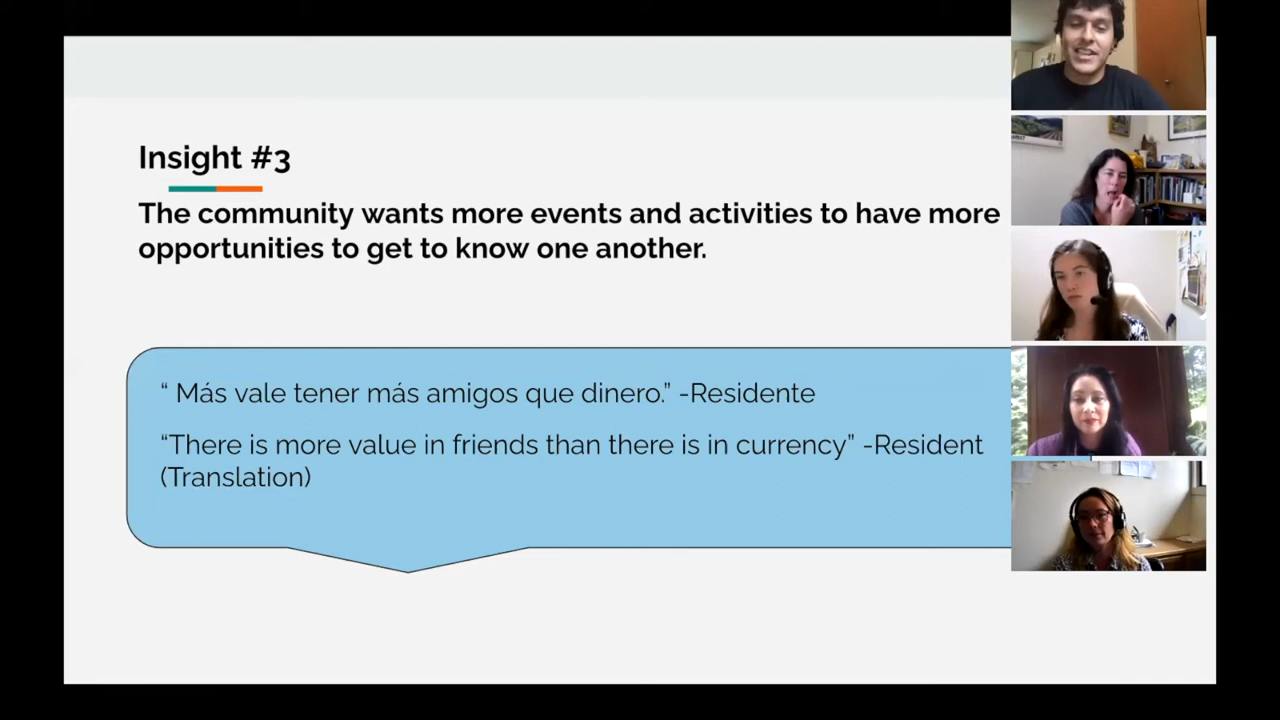 Insight #3
The community wants more events and activities to have more
opportunities to get to know one another.
“ Más vale tener más amigos que dinero.” -Residente
“There is more value in friends than there is in currency” -Resident
(Translation)